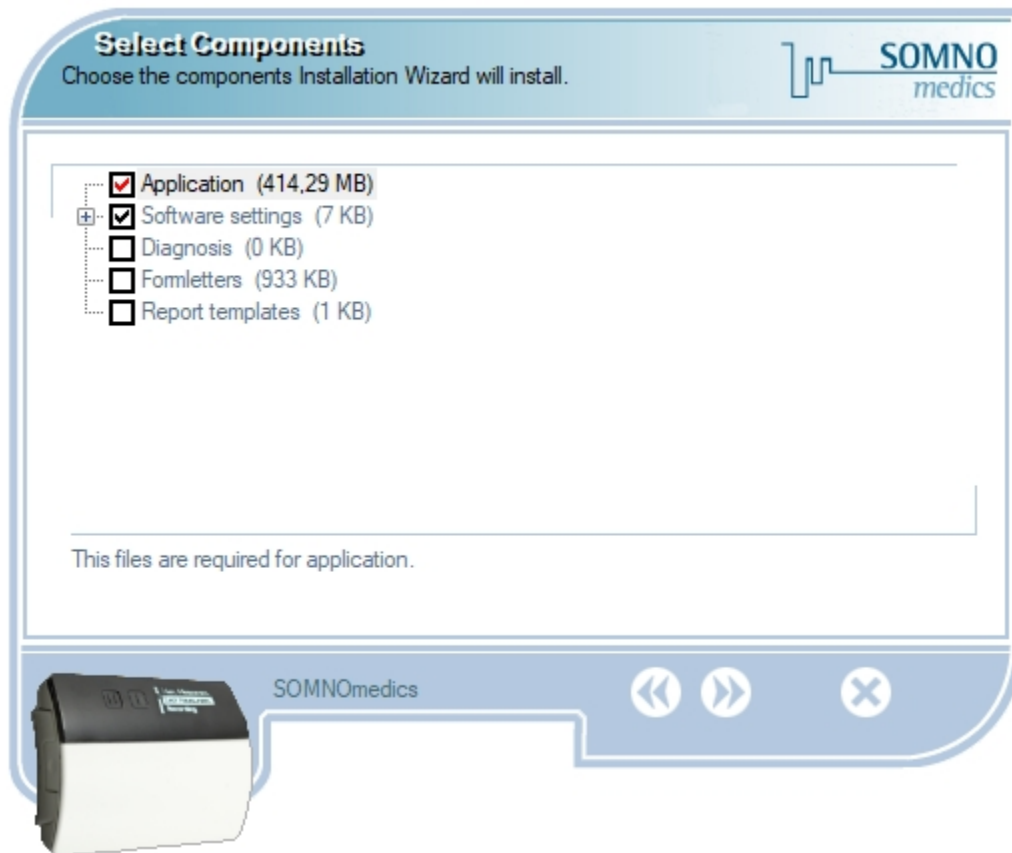 Select Components
Choose the components Installation Wizard will install.
SOMNO
medics
Application (414,29 MB)
Software settings (7 KB)
Diagnosis (0 KB)
Formletters (933 KB)
Report templates (1 KB)
This files are required for application.
SOMNOmedics